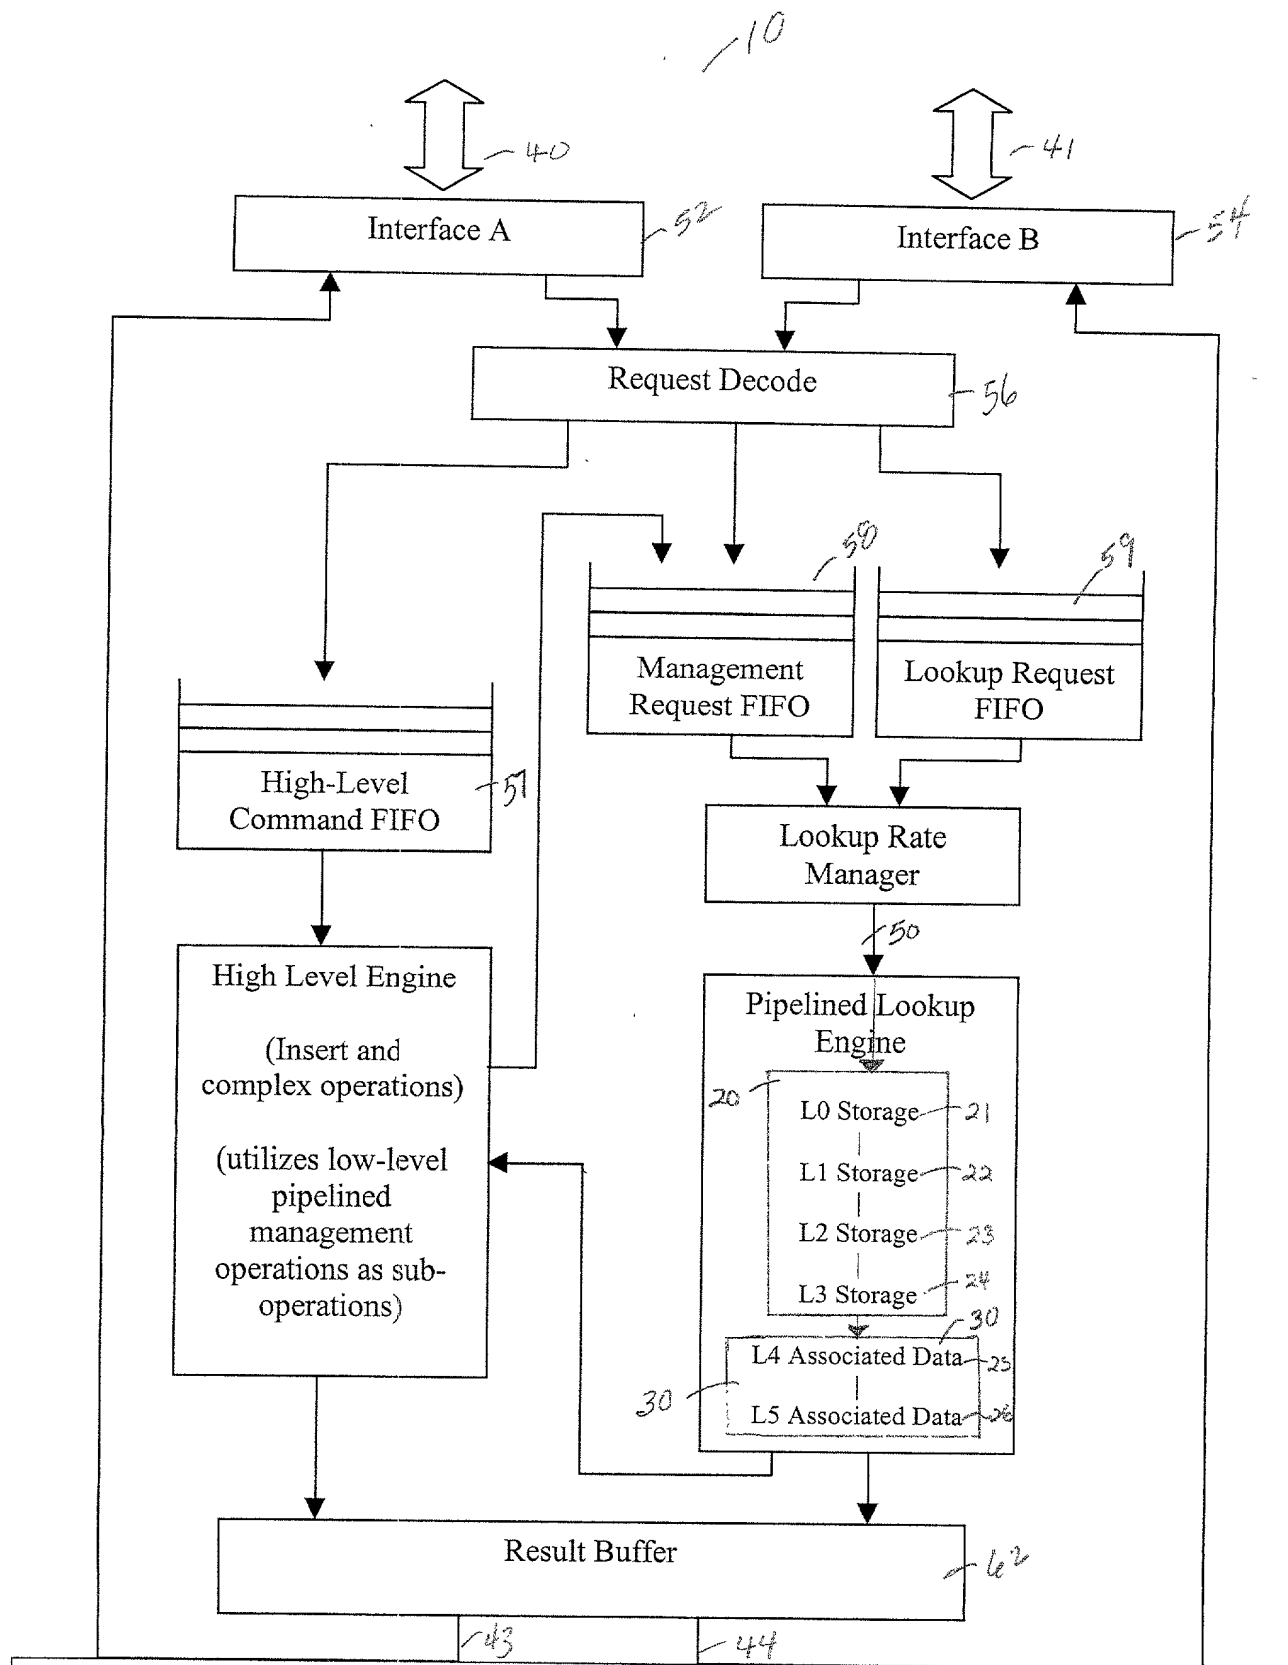 10
40
41
Interface A
52
Interface B
54
Request Decode
56
58
59
Management
Request FIFO
Lookup Request
FIFO
High-Level
Command FIFO
57
Lookup Rate
Manager
50
High Level Engine
(Insert and
complex operations)
(utilizes low-level
pipelined
management
operations as sub-
operations)
Pipelined Lookup
Engine
20
L0 Storage
21
L1 Storage
22
L2 Storage
23
L3 Storage
24
30
L4 Associated Data
25
30
L5 Associated Data
26
Result Buffer
62
43
44